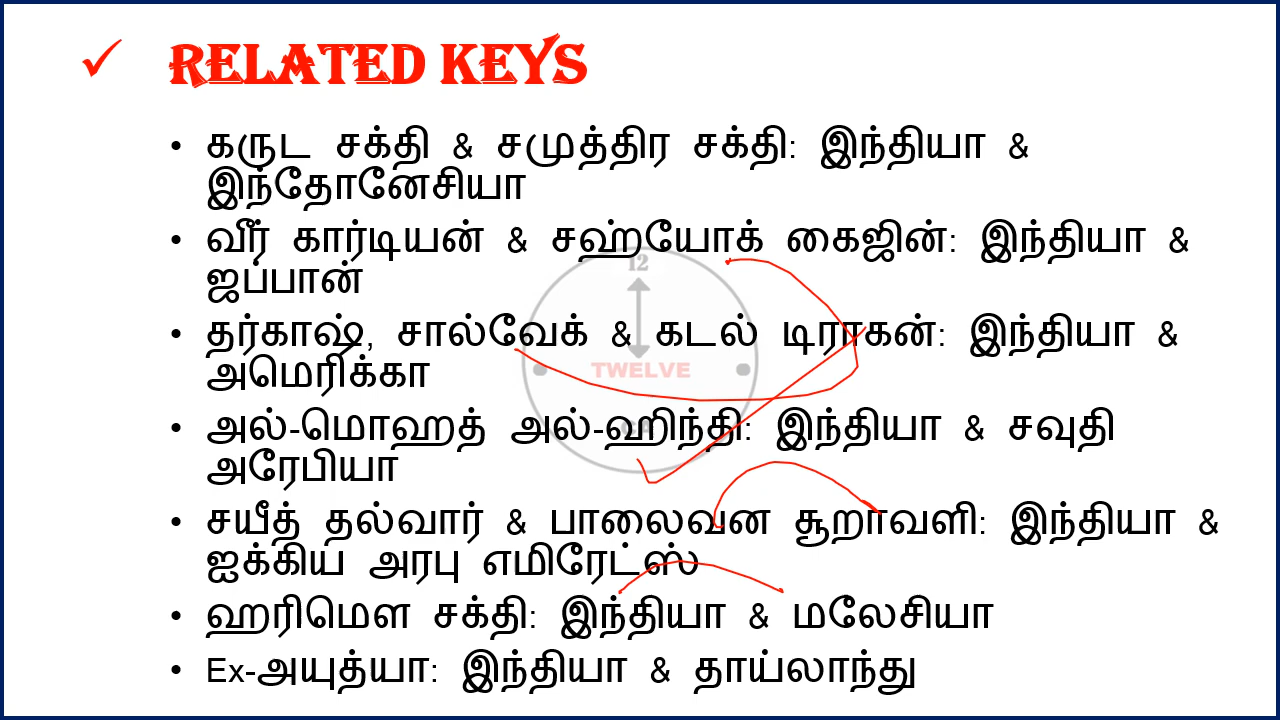 ✓ RELATED KEYS
• கருட சக்தி & சமுத்திர சக்தி: இந்தியா &
இந்தோனேசியா
• வீர் கார்டியன் & சஹ்யோக் கைஜின்: இந்தியா &
ஜப்பான்
12
• தர்காஷ், சால்வேக் & கடல் டிராகன்: இந்தியா &
அமெரிக்கா
TWELVE
• அல்-மொஹத் அல்-ஹிந்தி: இந்தியா & சவுதி
அரேபியா
• சயீத் தல்வார் & பாலைவன சூறாவளி: இந்தியா &
ஐக்கிய அரபு எமிரேட்ஸ்
• ஹரிமௌ சக்தி: இந்தியா & மலேசியா
• Ex-அயுத்யா: இந்தியா & தாய்லாந்து